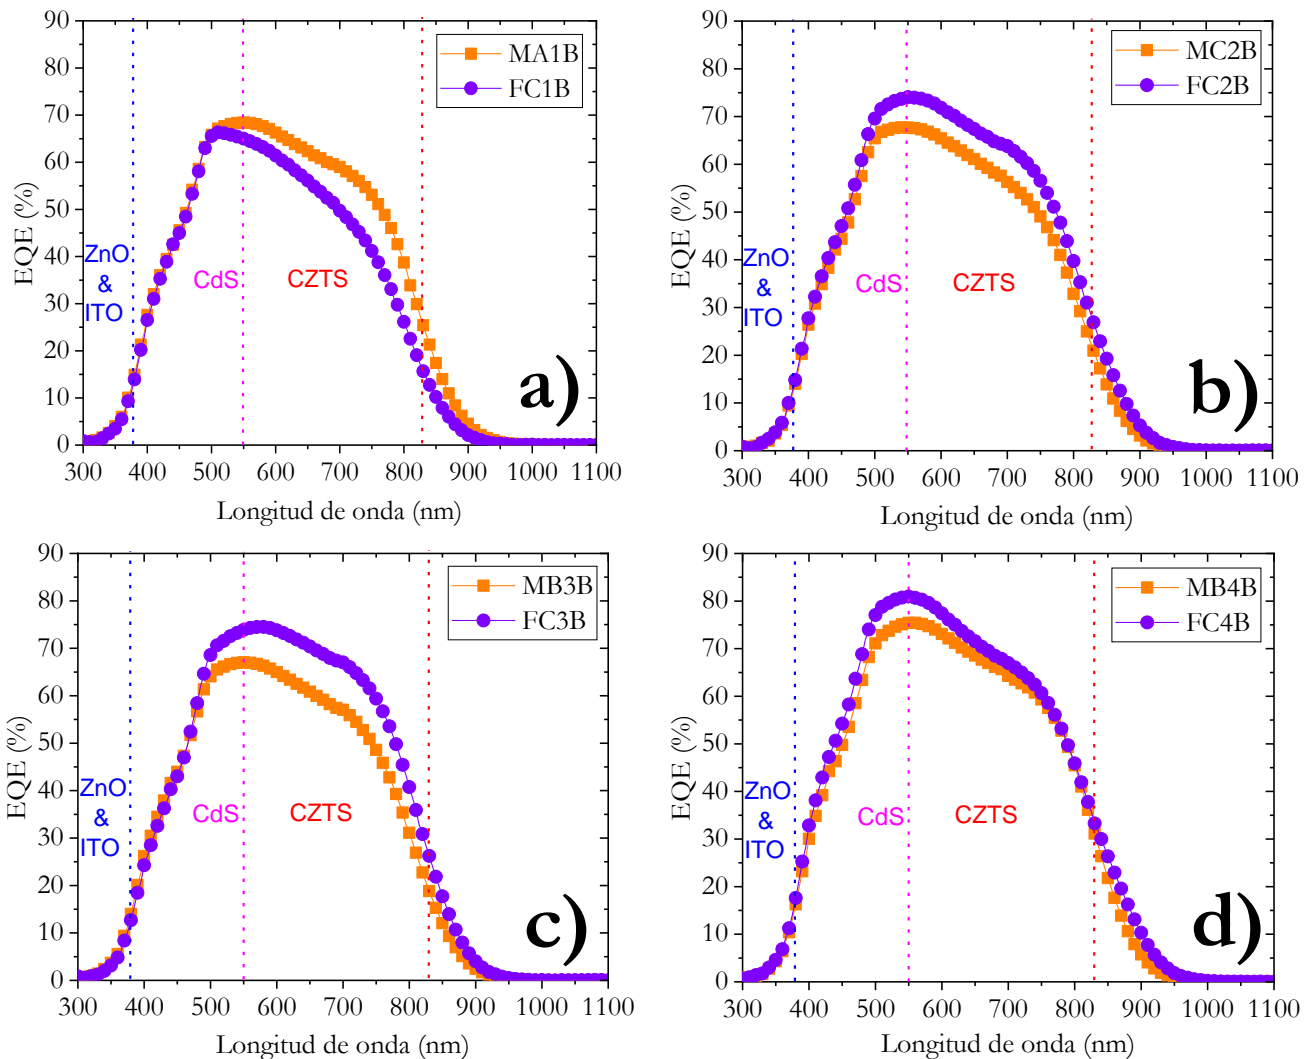 90
80
70
60
50
40
30
20
10
0
EQE (%)
MA1B
FC1B
ZnO
&
ITO
CdS
CZTS
a)
300 400 500 600 700 800 900 1000 1100
Longitud de onda (nm)
90
80
70
60
50
40
30
20
10
0
EQE (%)
MC2B
FC2B
ZnO
&
ITO
CdS
CZTS
b)
300 400 500 600 700 800 900 1000 1100
Longitud de onda (nm)
90
80
70
60
50
40
30
20
10
0
EQE (%)
MB3B
FC3B
ZnO
&
ITO
CdS
CZTS
c)
300 400 500 600 700 800 900 1000 1100
Longitud de onda (nm)
90
80
70
60
50
40
30
20
10
0
EQE (%)
MB4B
FC4B
ZnO
&
ITO
CdS
CZTS
d)
300 400 500 600 700 800 900 1000 1100
Longitud de onda (nm)